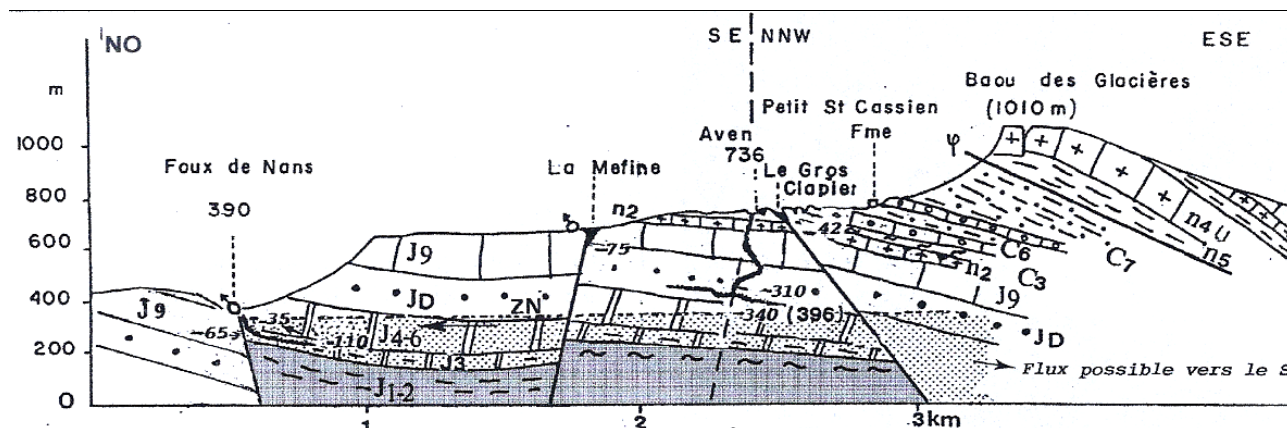 NO
SE NNW
ESE
m
Baou des Glacières
(1010 m)
Petit St Cassien
Fme
φ
1000
Aven
736
Foux de Nans
La Mefine
Le Gros
Clapier
390
800
n2
422
n4U
600
J9
-75
C6
n5
n2
C7
C3
J9
400
J9
JD
ZN
-310
-340 (396)
JD
-65
-35
-110
J4-6
200
J3
Flux possible vers le S
J1-2
0
1
2
3km